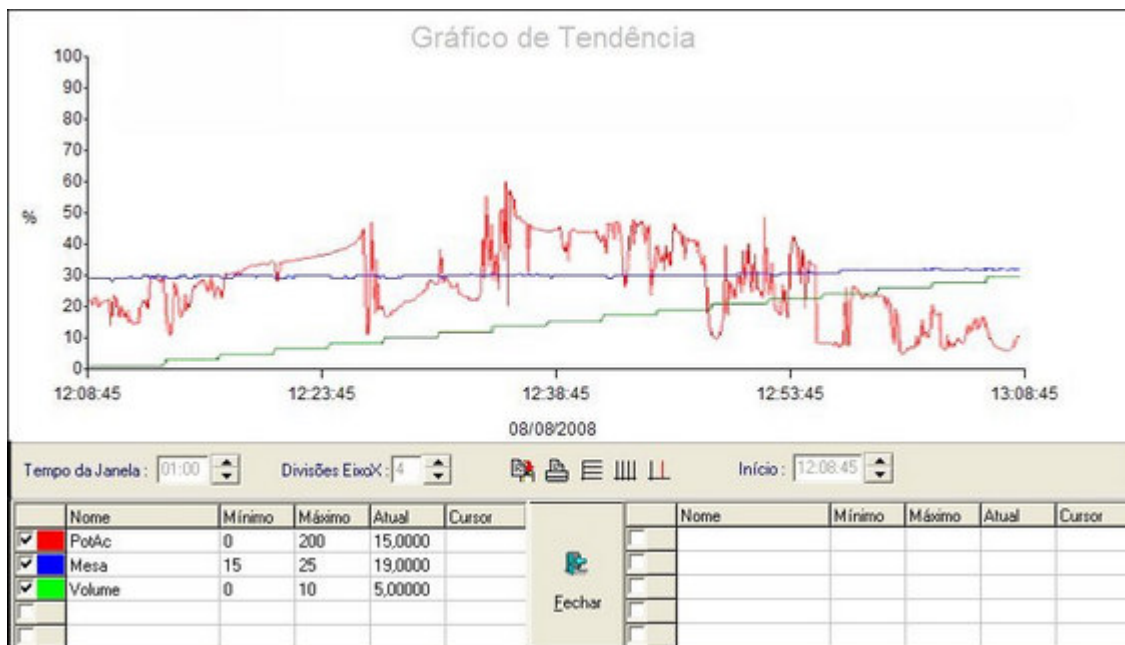 Gráfico de Tendência
100
90
80
70
60
50
40
30
20
10
0
%
12:08:45 12:23:45 12:38:45 12:53:45 13:08:45
08/08/2008
Tempo da Janela : 01:00 Divisões EixoX : 4 Início : 12:08:45
Nome Mínimo Máximo Atual Cursor
PotAc 0 200 15,0000
Mesa 15 25 19,0000
Volume 0 10 5,00000
Fechar
Nome Mínimo Máximo Atual Cursor